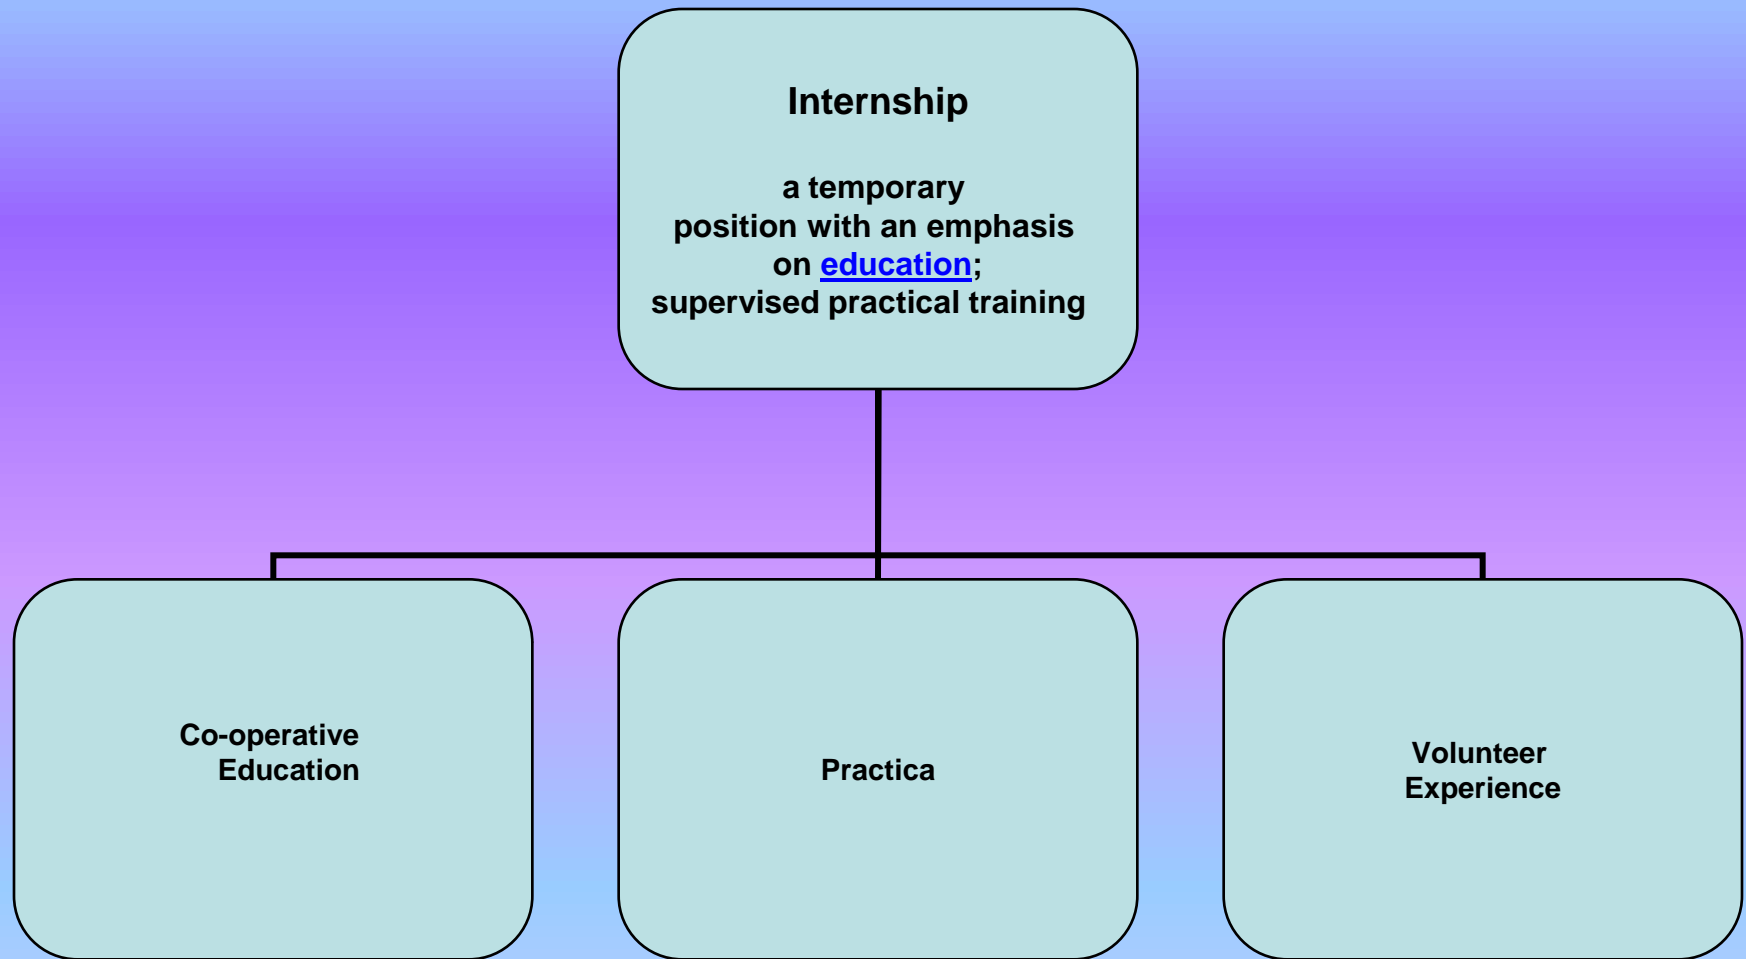 Internship
a temporary
position with an emphasis
on education;
supervised practical training
Co-operative
Education
Practica
Volunteer
Experience